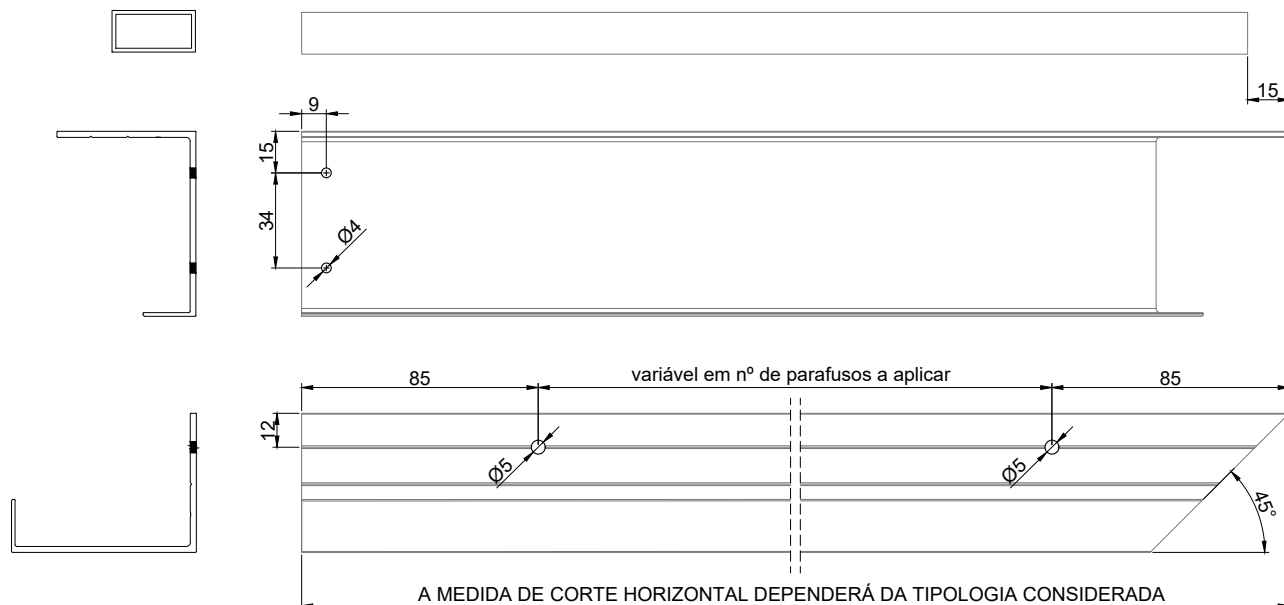 15
9
15
34
Ø4
85
variável em nº de parafusos a aplicar
85
12
Ø5
Ø5
45°
A MEDIDA DE CORTE HORIZONTAL DEPENDERÁ DA TIPOLOGIA CONSIDERADA